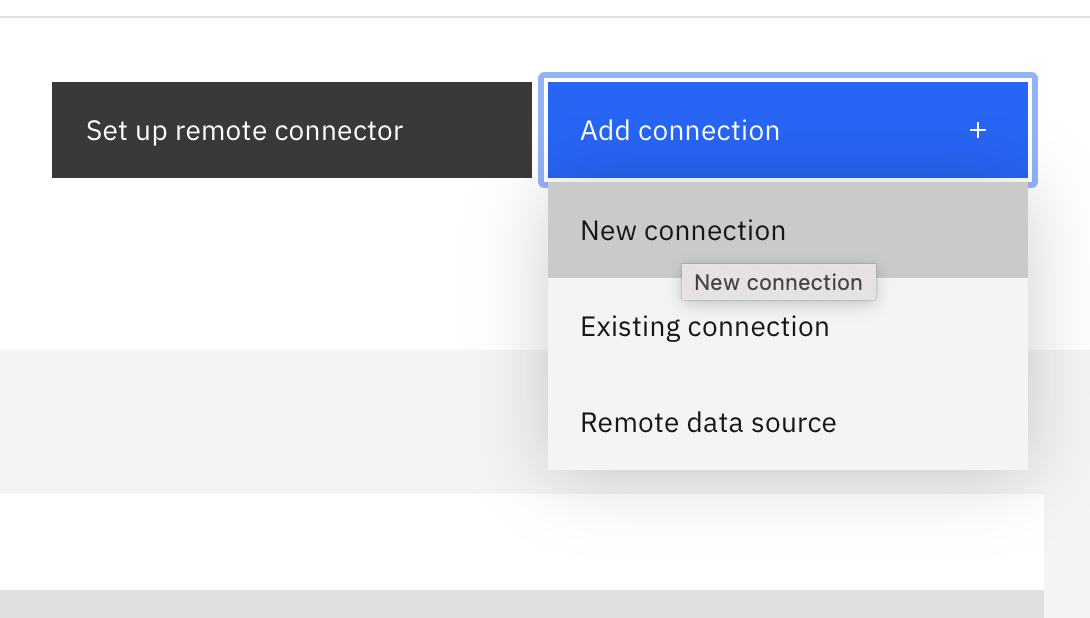 Set up remote connector
Add connection +
New connection
New connection
Existing connection
Remote data source